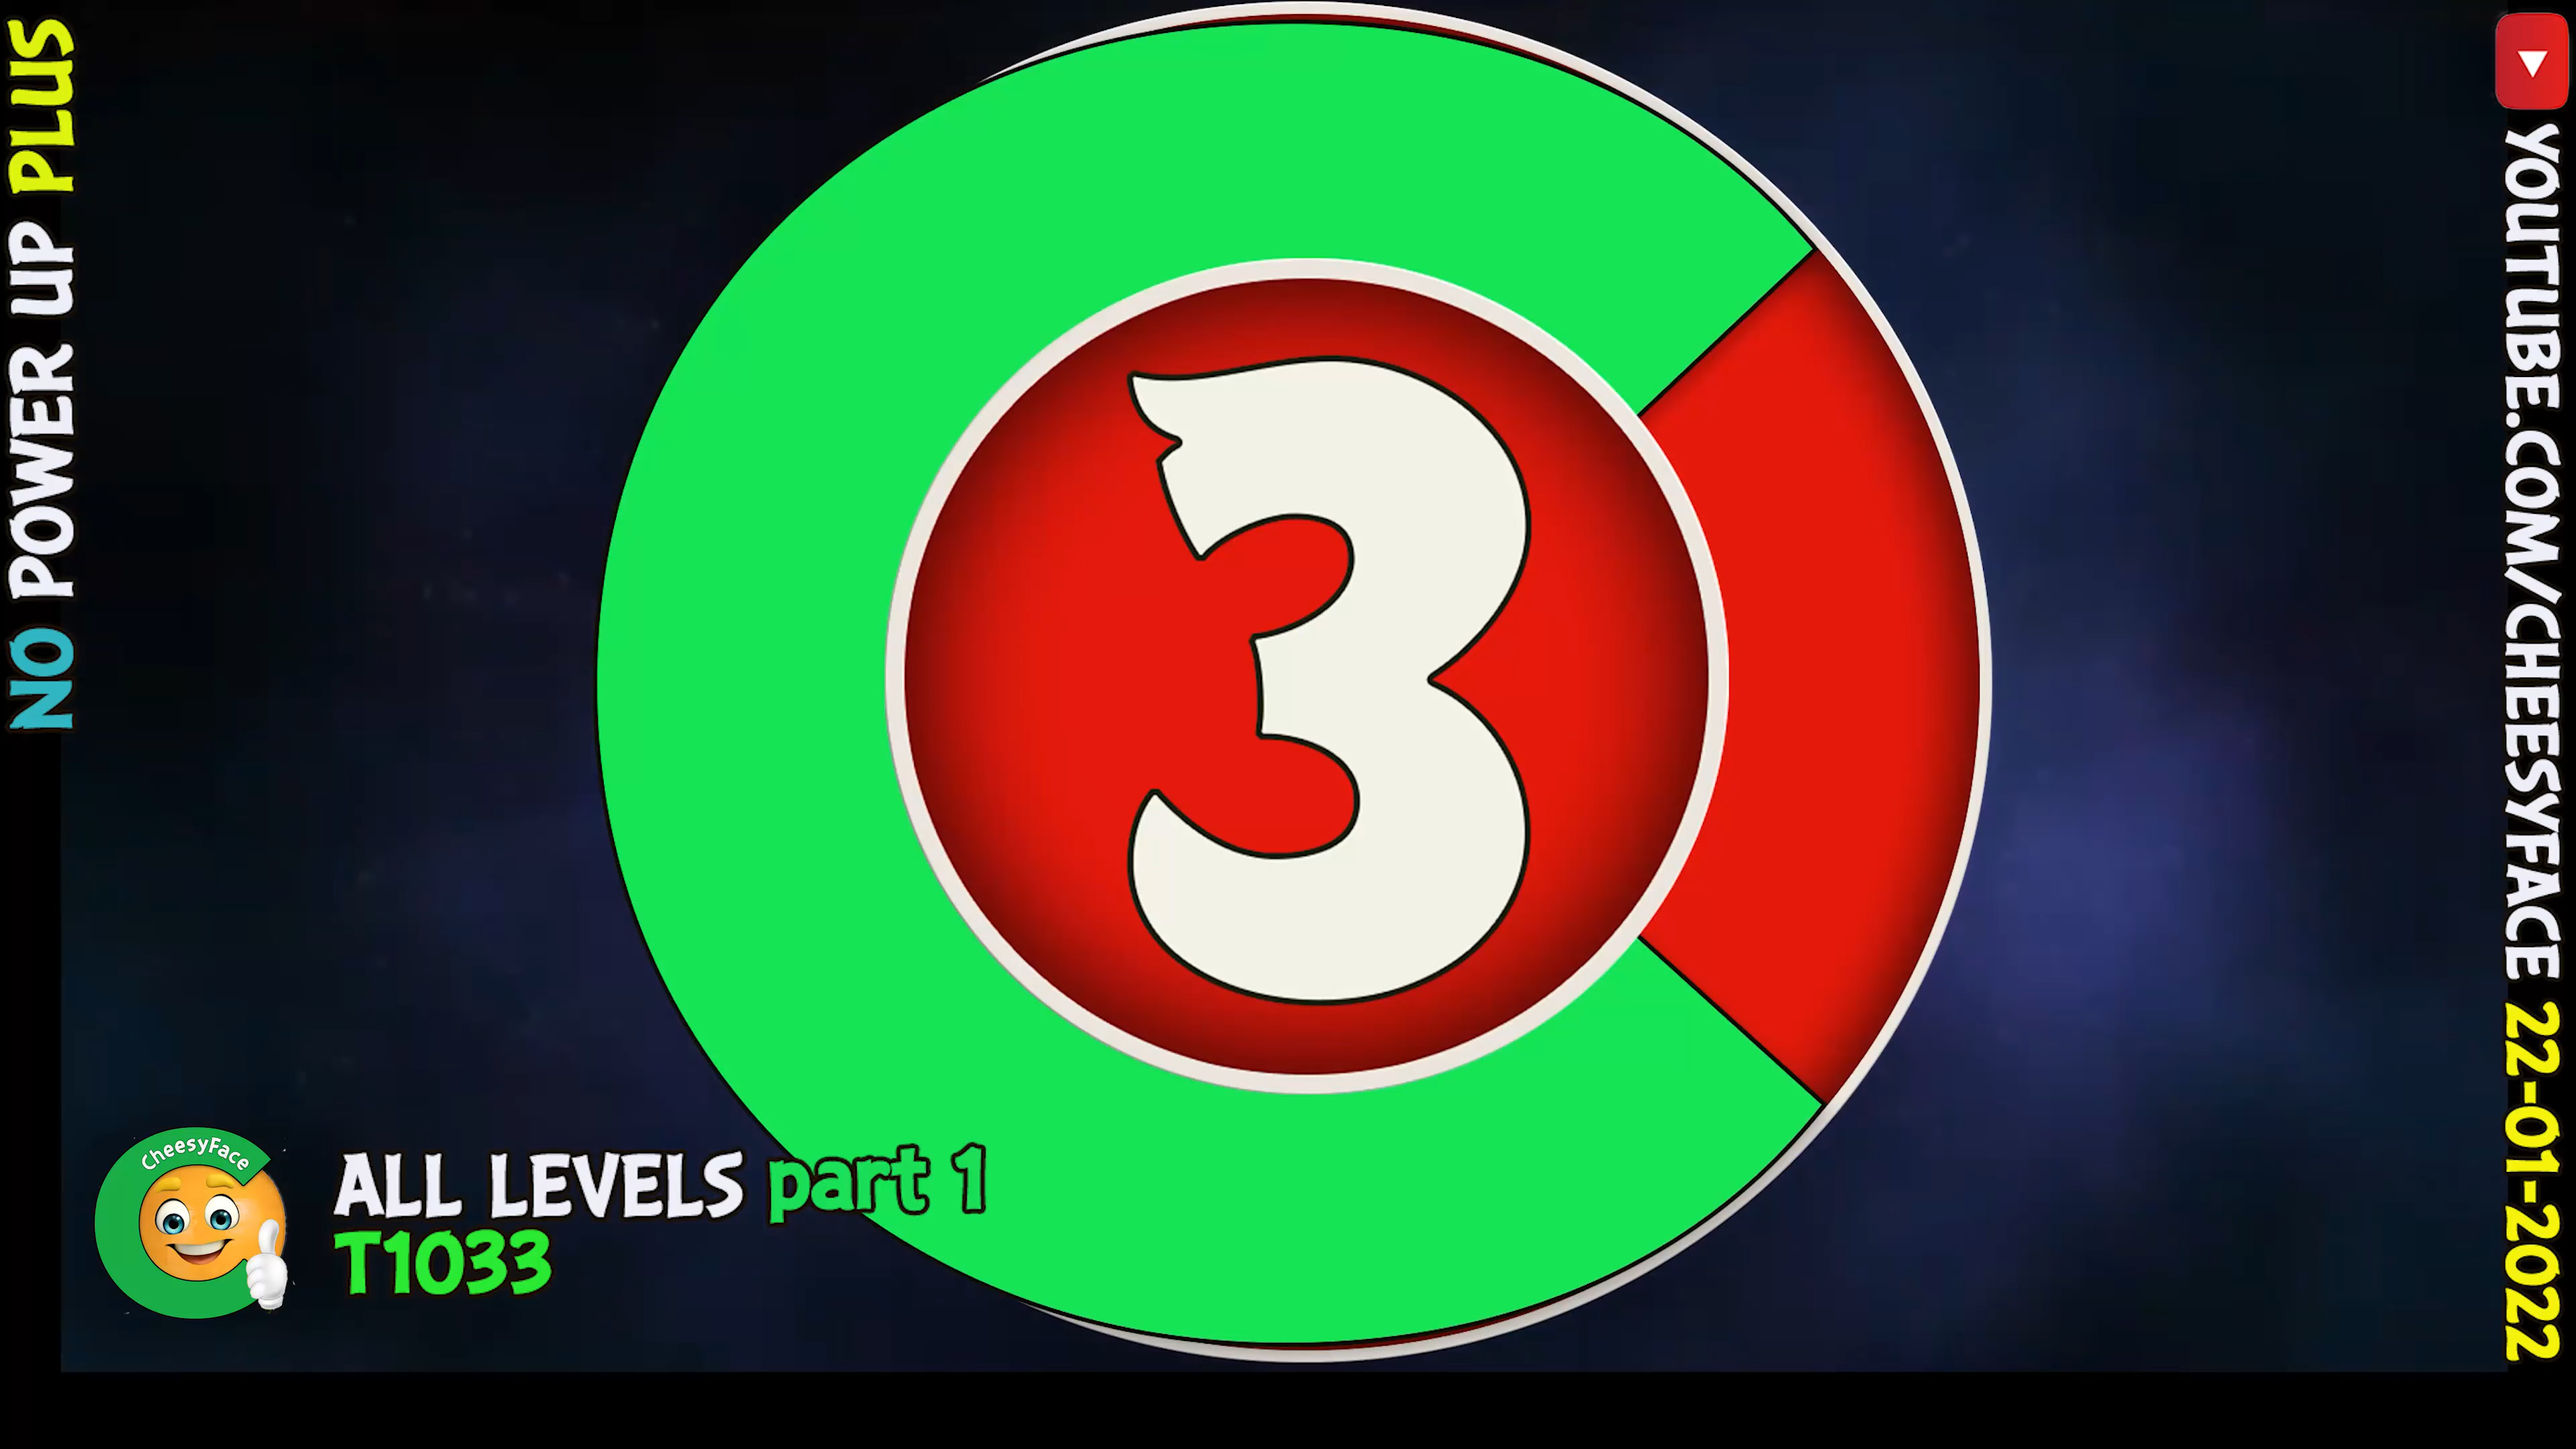 NO POWER UP PLUS
3
CheesyFace
ALL LEVELS part 1
T1033
YOUTUBE.COM/CHEESYFACE 22-01-2022